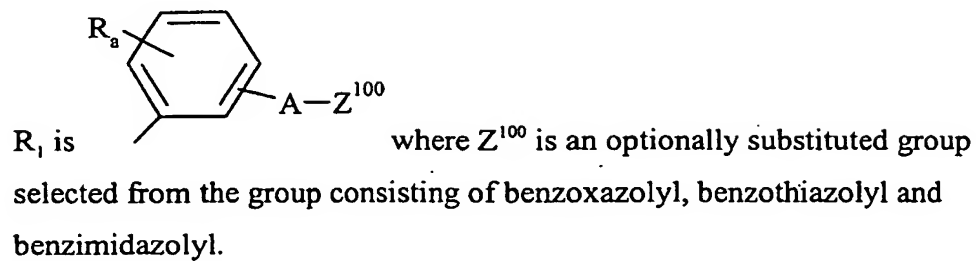 Rₐ
A—Z¹⁰⁰
R₁ is where Z¹⁰⁰ is an optionally substituted group
selected from the group consisting of benzoxazolyl, benzothiazolyl and
benzimidazolyl.